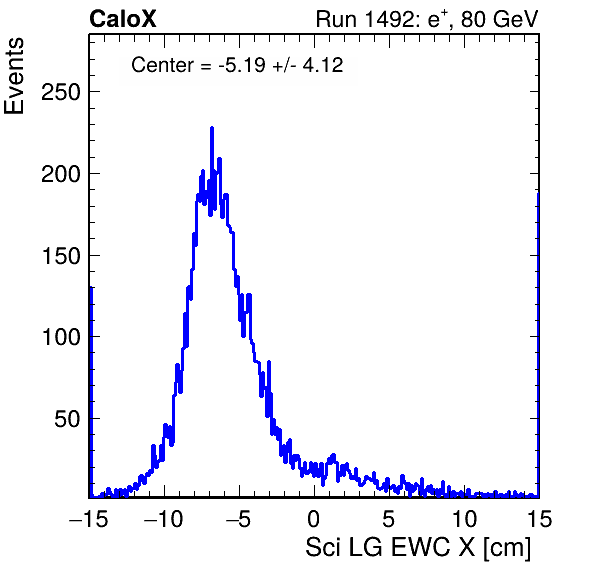 CaloX Run 1492: e⁺, 80 GeV
Center = -5.19 +/- 4.12
Events
250
200
150
100
50
−15 −10 −5 0 5 10 15
Sci LG EWC X [cm]